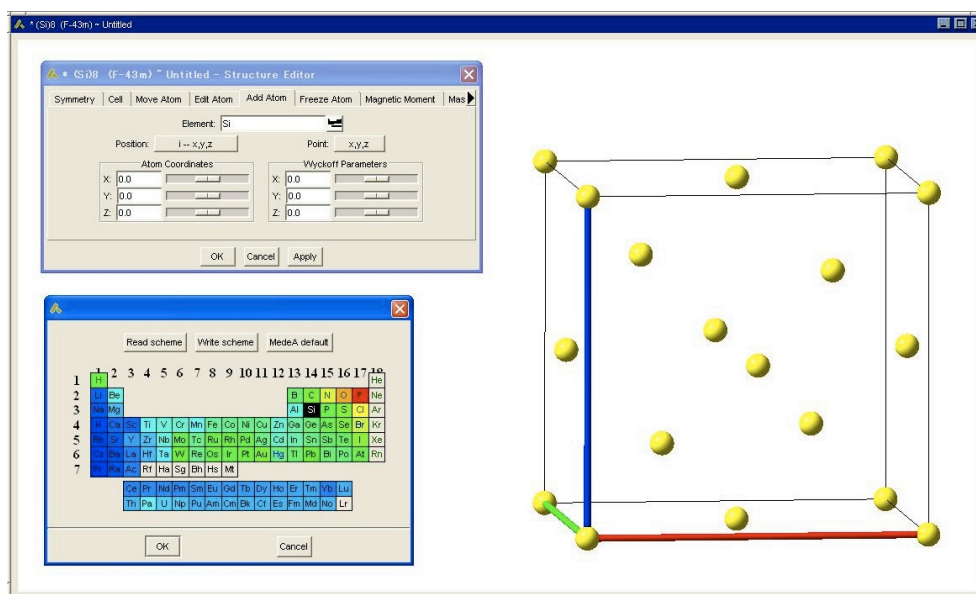 * (Si)8 (F-43m) ~ Untitled
* (Si)8 (F-43m) ~ Untitled - Structure Editor
Symmetry Cell Move Atom Edit Atom Add Atom Freeze Atom Magnetic Moment Mas
Element: Si
Position: i -- x,y,z Point: x,y,z
Atom Coordinates Wyckoff Parameters
X: 0.0 X: 0.0
Y: 0.0 Y: 0.0
Z: 0.0 Z: 0.0
OK Cancel Apply
Read scheme Write scheme MedeA default
1 2 3 4 5 6 7 8 9 10 11 12 13 14 15 16 17 18
1 H He
2 Li Be B C N O F Ne
3 Na Mg Al Si P S Cl Ar
4 K Ca Sc Ti V Cr Mn Fe Co Ni Cu Zn Ga Ge As Se Br Kr
5 Rb Sr Y Zr Nb Mo Tc Ru Rh Pd Ag Cd In Sn Sb Te I Xe
6 Cs Ba La Hf Ta W Re Os Ir Pt Au Hg Tl Pb Bi Po At Rn
7 Fr Ra Ac Rf Ha Sg Bh Hs Mt
Ce Pr Nd Pm Sm Eu Gd Tb Dy Ho Er Tm Yb Lu
Th Pa U Np Pu Am Cm Bk Cf Es Fm Md No Lr
OK Cancel